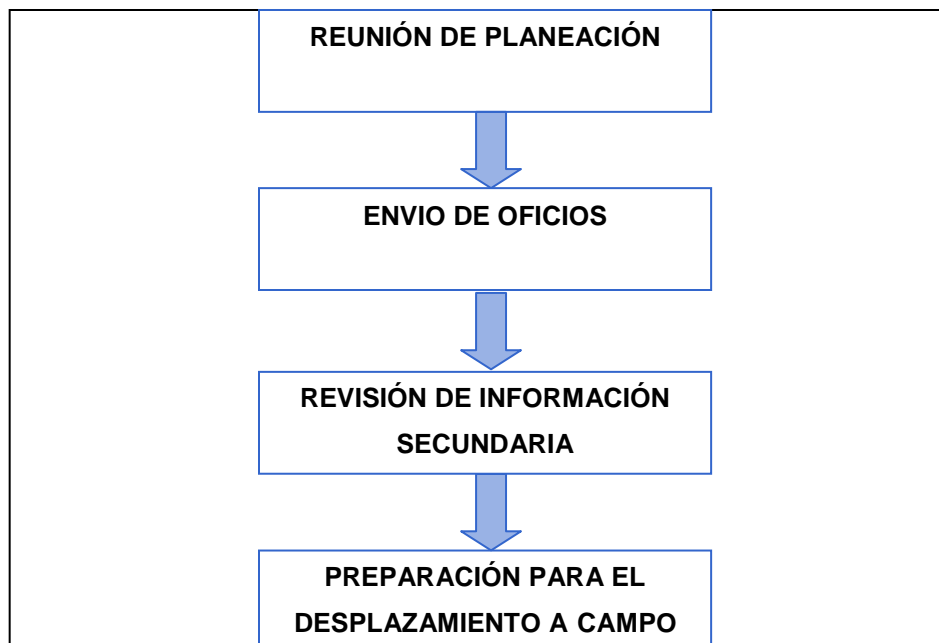 REUNIÓN DE PLANEACIÓN
ENVIO DE OFICIOS
REVISIÓN DE INFORMACIÓN
SECUNDARIA
PREPARACIÓN PARA EL
DESPLAZAMIENTO A CAMPO